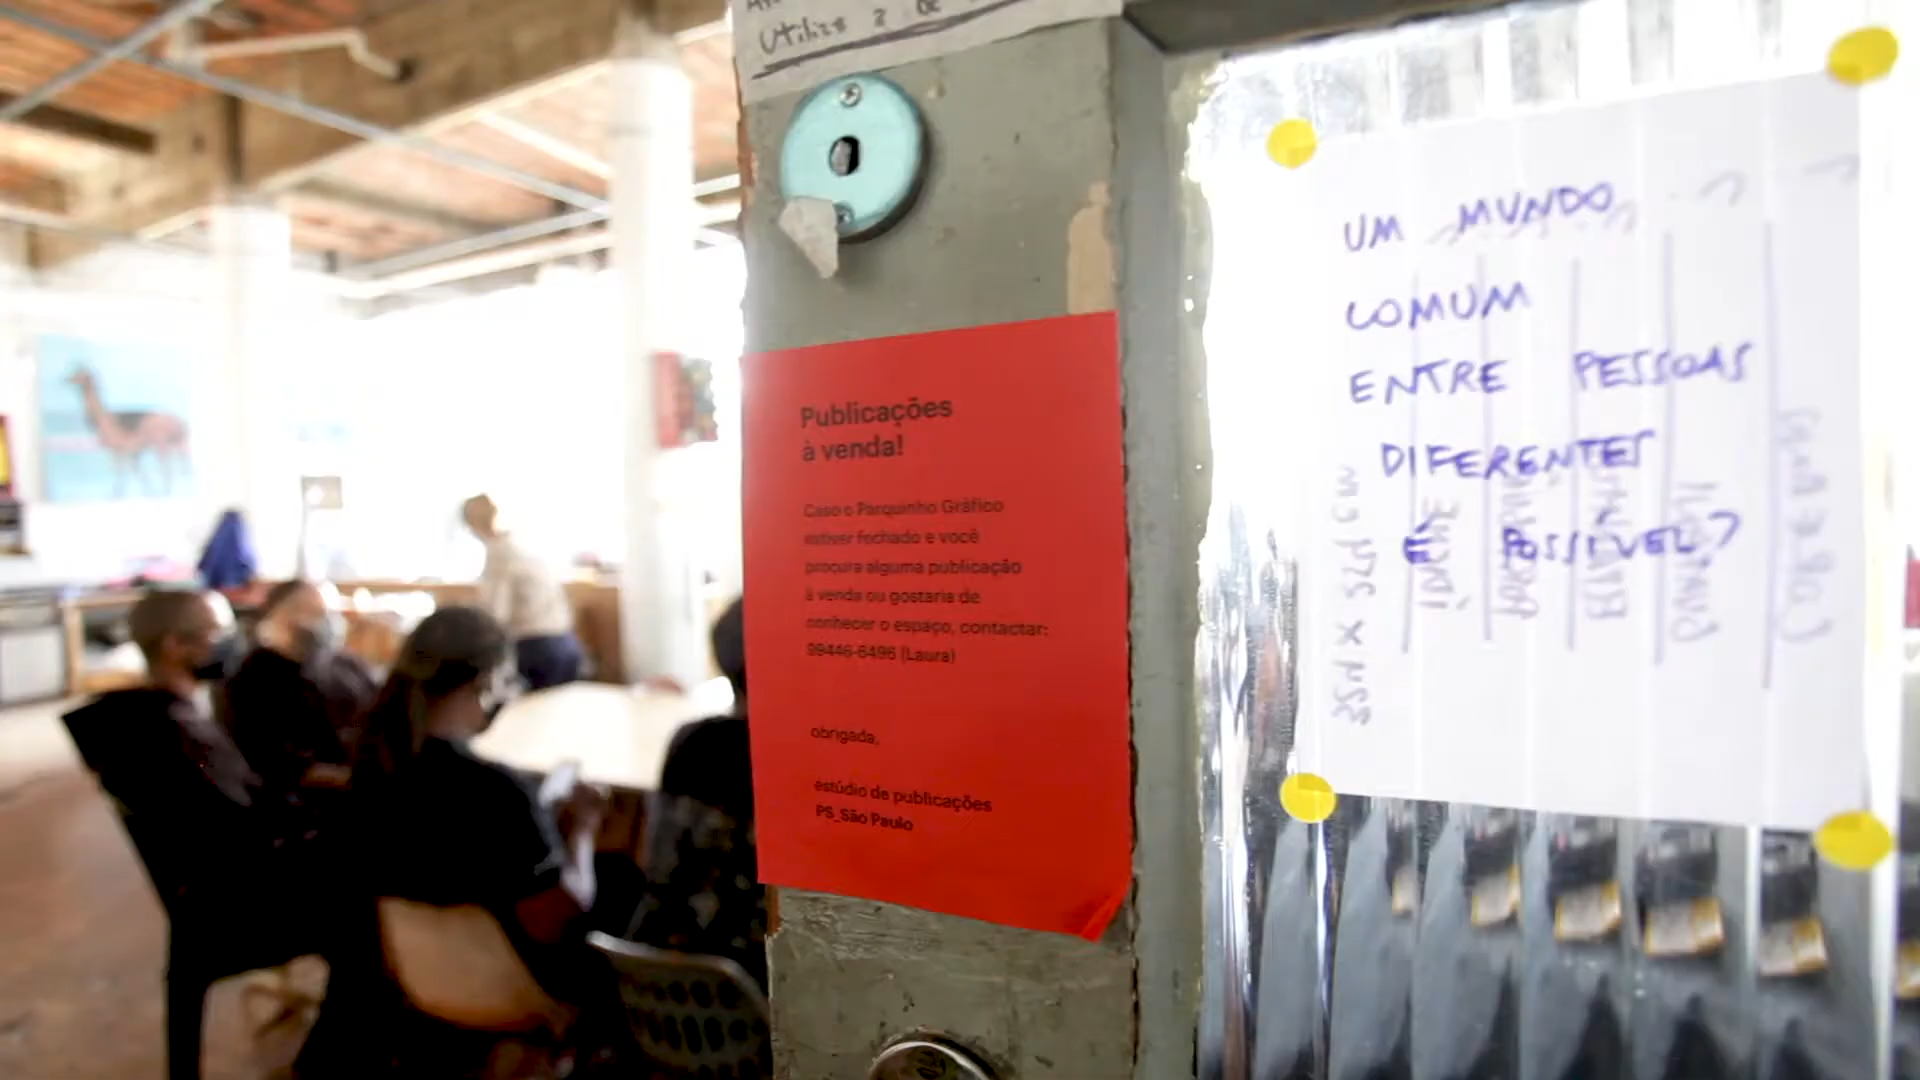 Utilize
Publicações
à venda!
Caso o Parquinho Gráfico
estiver fechado e você
procura alguma publicação
à venda ou gostaria de
conhecer o espaço, contactar:
99446-6496 (Laura)
obrigada,
estúdio de publicações
PS_São Paulo
UM MUNDO
COMUM
ENTRE PESSOAS
DIFERENTES
É POSSÍVEL?